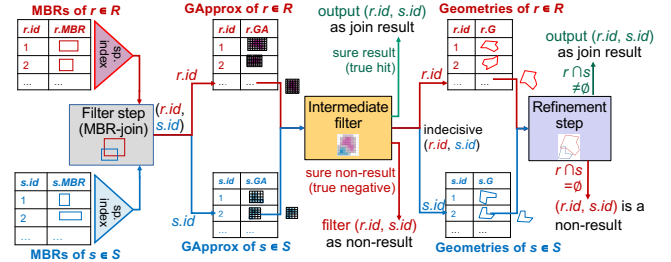 MBRs of r ∈ R
r.id r.MBR
1
2
... ...
sp. index
Filter step
(MBR-join)
(r.id,
s.id)
s.id s.MBR
1
2
... ...
sp. index
MBRs of s ∈ S
GApprox of r ∈ R
r.id r.GA
1
2
... ...
r.id
s.id
s.id s.GA
1
2
... ...
GApprox of s ∈ S
output (r.id, s.id)
as join result
sure result
(true hit)
Intermediate
filter
sure non-result
(true negative)
filter (r.id, s.id)
as non-result
indecisive
(r.id, s.id)
Geometries of r ∈ R
r.id r.G
1
2
... ...
r.id
s.id
s.id s.G
1
2
... ...
Geometries of s ∈ S
output (r.id, s.id)
as join result
r ∩ s
≠∅
Refinement
step
r ∩ s
=∅
(r.id, s.id) is a
non-result